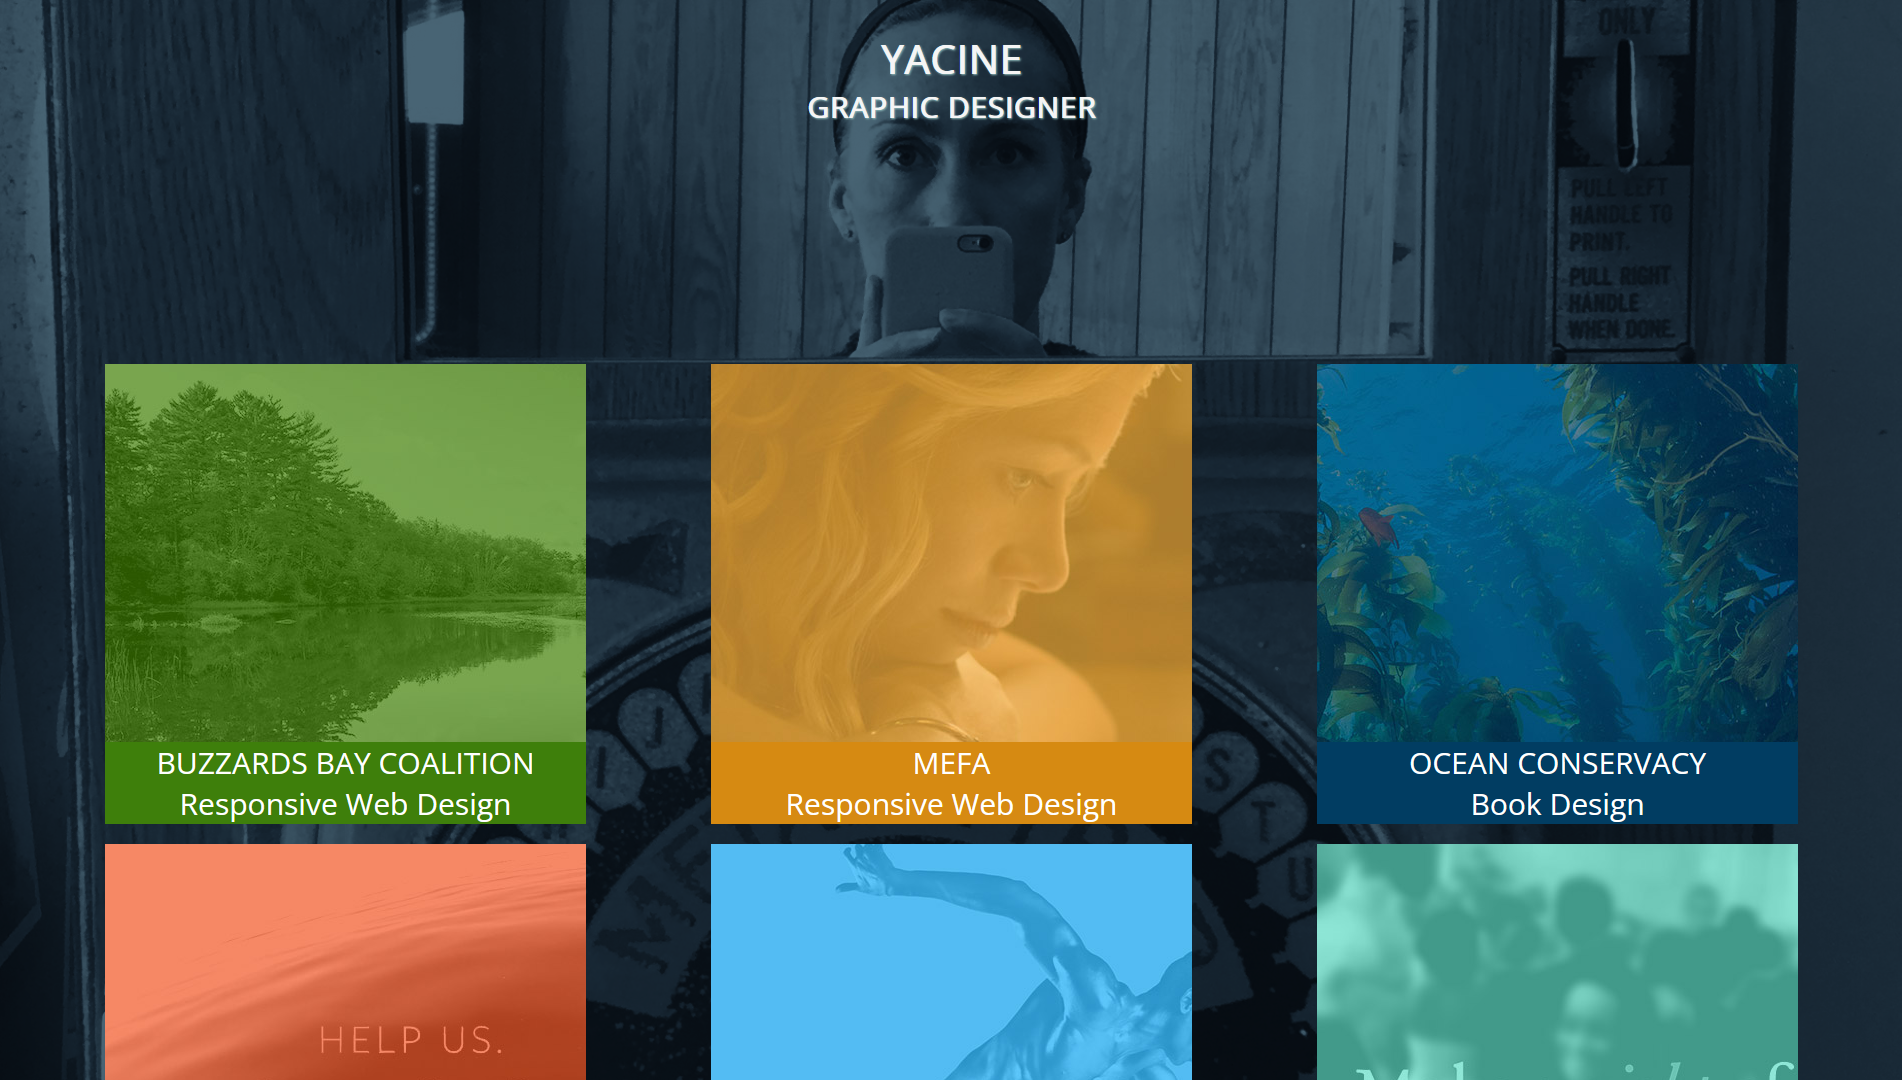 YACINE
GRAPHIC DESIGNER
ONLY
PULL LEFT
HANDLE TO
PRINT.
PULL RIGHT
HANDLE
WHEN DONE.
BUZZARDS BAY COALITION
Responsive Web Design
MEFA
Responsive Web Design
OCEAN CONSERVACY
Book Design
HELP US.